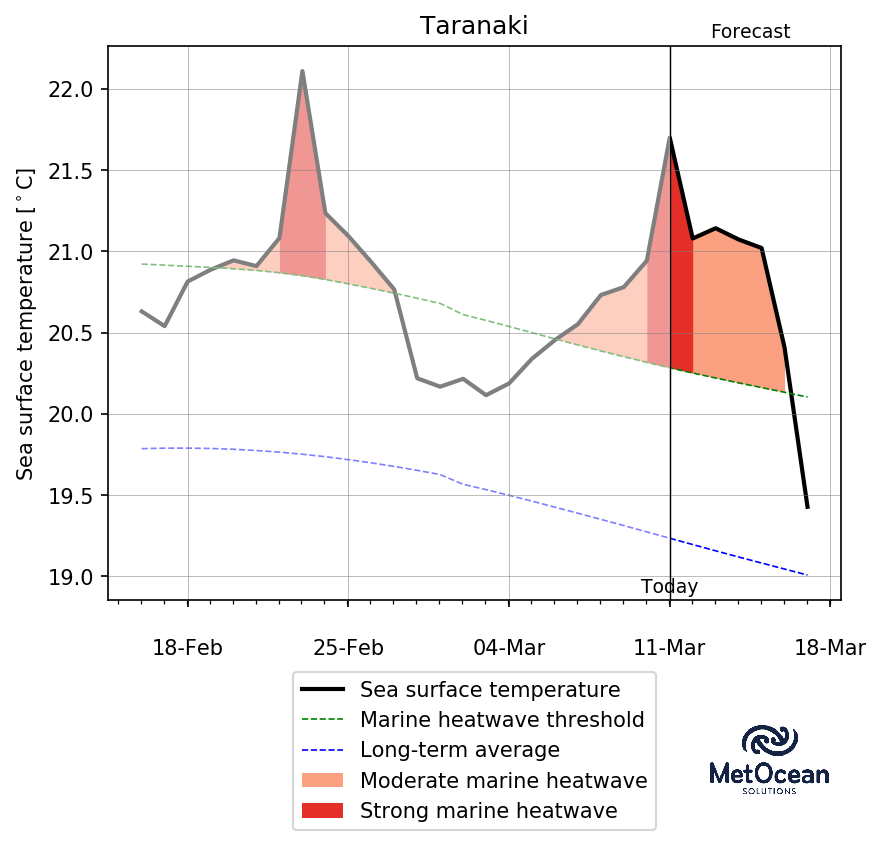 Taranaki
Forecast
Sea surface temperature [°C]
22.0
21.5
21.0
20.5
20.0
19.5
19.0
Today
18-Feb
25-Feb
04-Mar
11-Mar
18-Mar
Sea surface temperature
Marine heatwave threshold
Long-term average
Moderate marine heatwave
Strong marine heatwave
MetOcean
SOLUTIONS